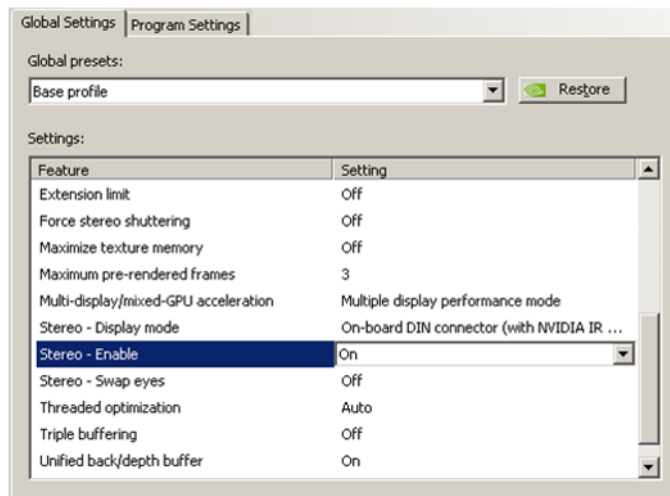 Global Settings Program Settings
Global presets:
Base profile Restore
Settings:
Feature Setting
Extension limit Off
Force stereo shuttering Off
Maximize texture memory Off
Maximum pre-rendered frames 3
Multi-display/mixed-GPU acceleration Multiple display performance mode
Stereo - Display mode On-board DIN connector (with NVIDIA IR ...
Stereo - Enable On
Stereo - Swap eyes Off
Threaded optimization Auto
Triple buffering Off
Unified back/depth buffer On